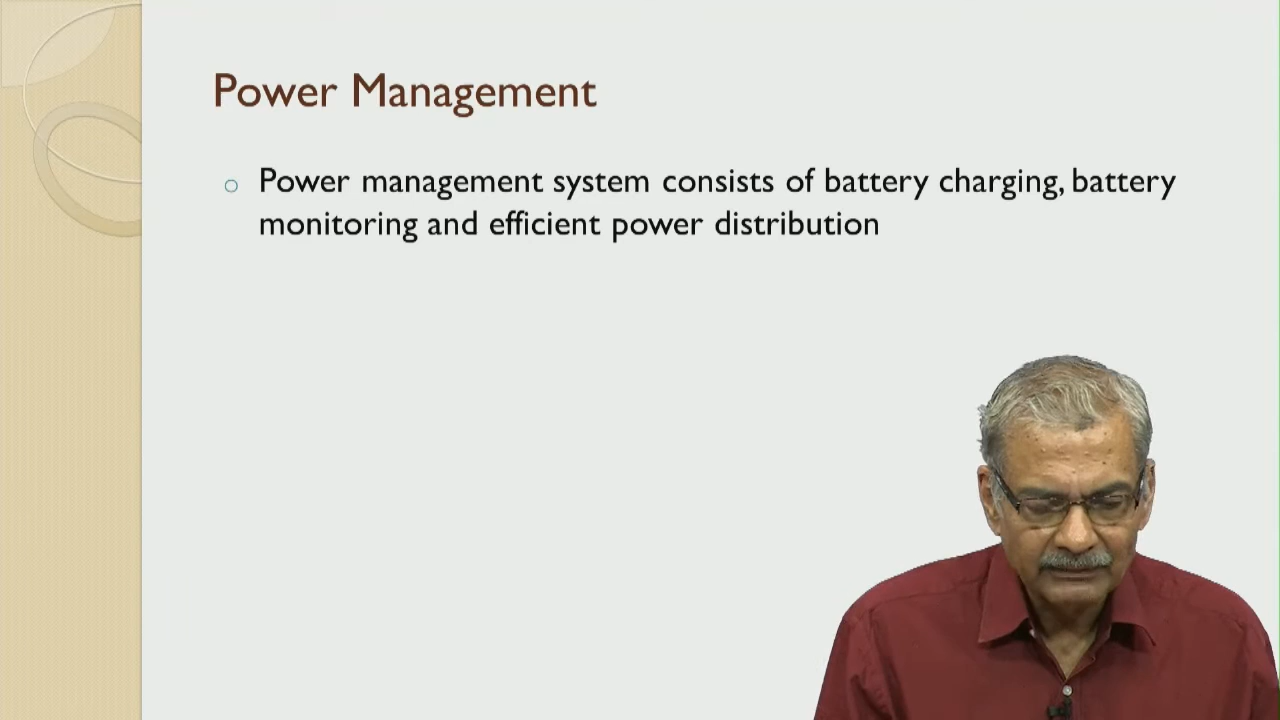 Power Management
Power management system consists of battery charging, battery
monitoring and efficient power distribution